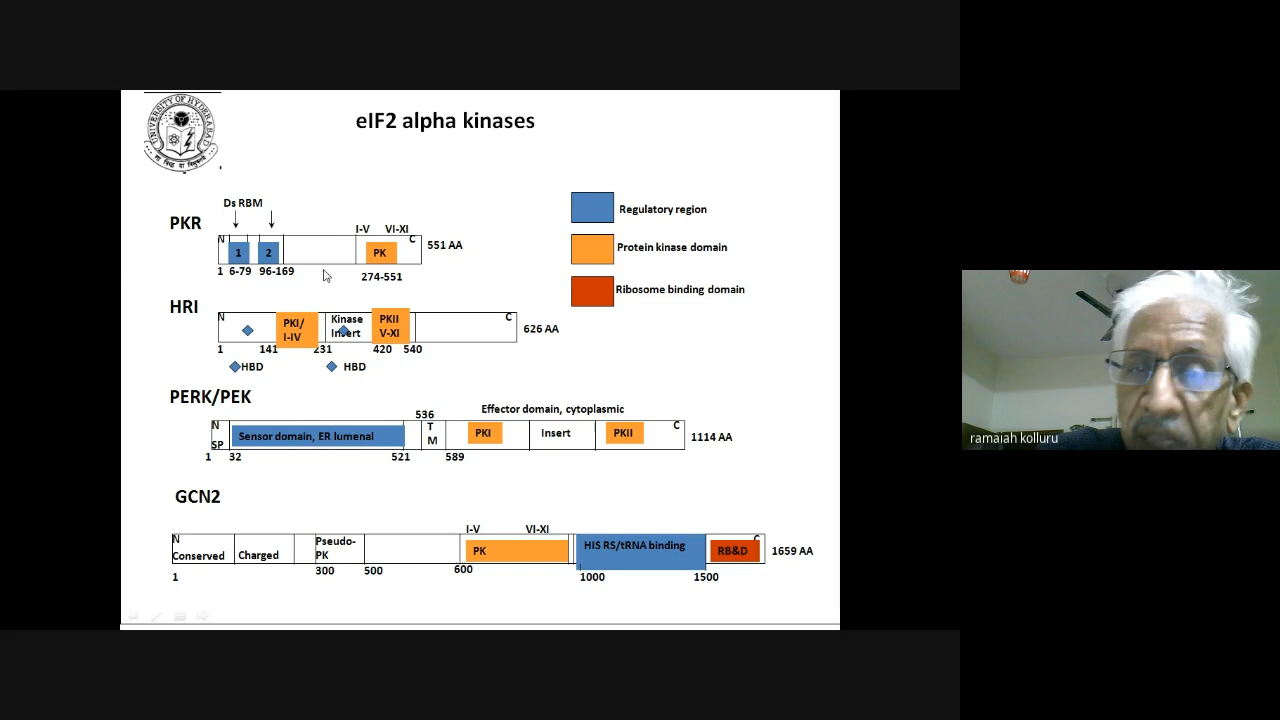 UNIVERSITY OF HYDERABAD
eIF2 alpha kinases
Ds RBM
PKR
I-V VI-XI
N 1 2 PK C
551 AA
1 6-79 96-169 274-551
Regulatory region
Protein kinase domain
Ribosome binding domain
HRI
N PKI/ I-IV Kinase Insert PKII V-XI C
626 AA
1 141 231 420 540
HBD HBD
PERK/PEK
536 Effector domain, cytoplasmic
N SP Sensor domain, ER lumenal T M PKI Insert PKII C
1114 AA
1 32 521 589
GCN2
I-V VI-XI
N Conserved Charged Pseudo-PK PK HIS RS/tRNA binding RB&D C
1659 AA
1 300 500 600 1000 1500
ramaiah kolluru